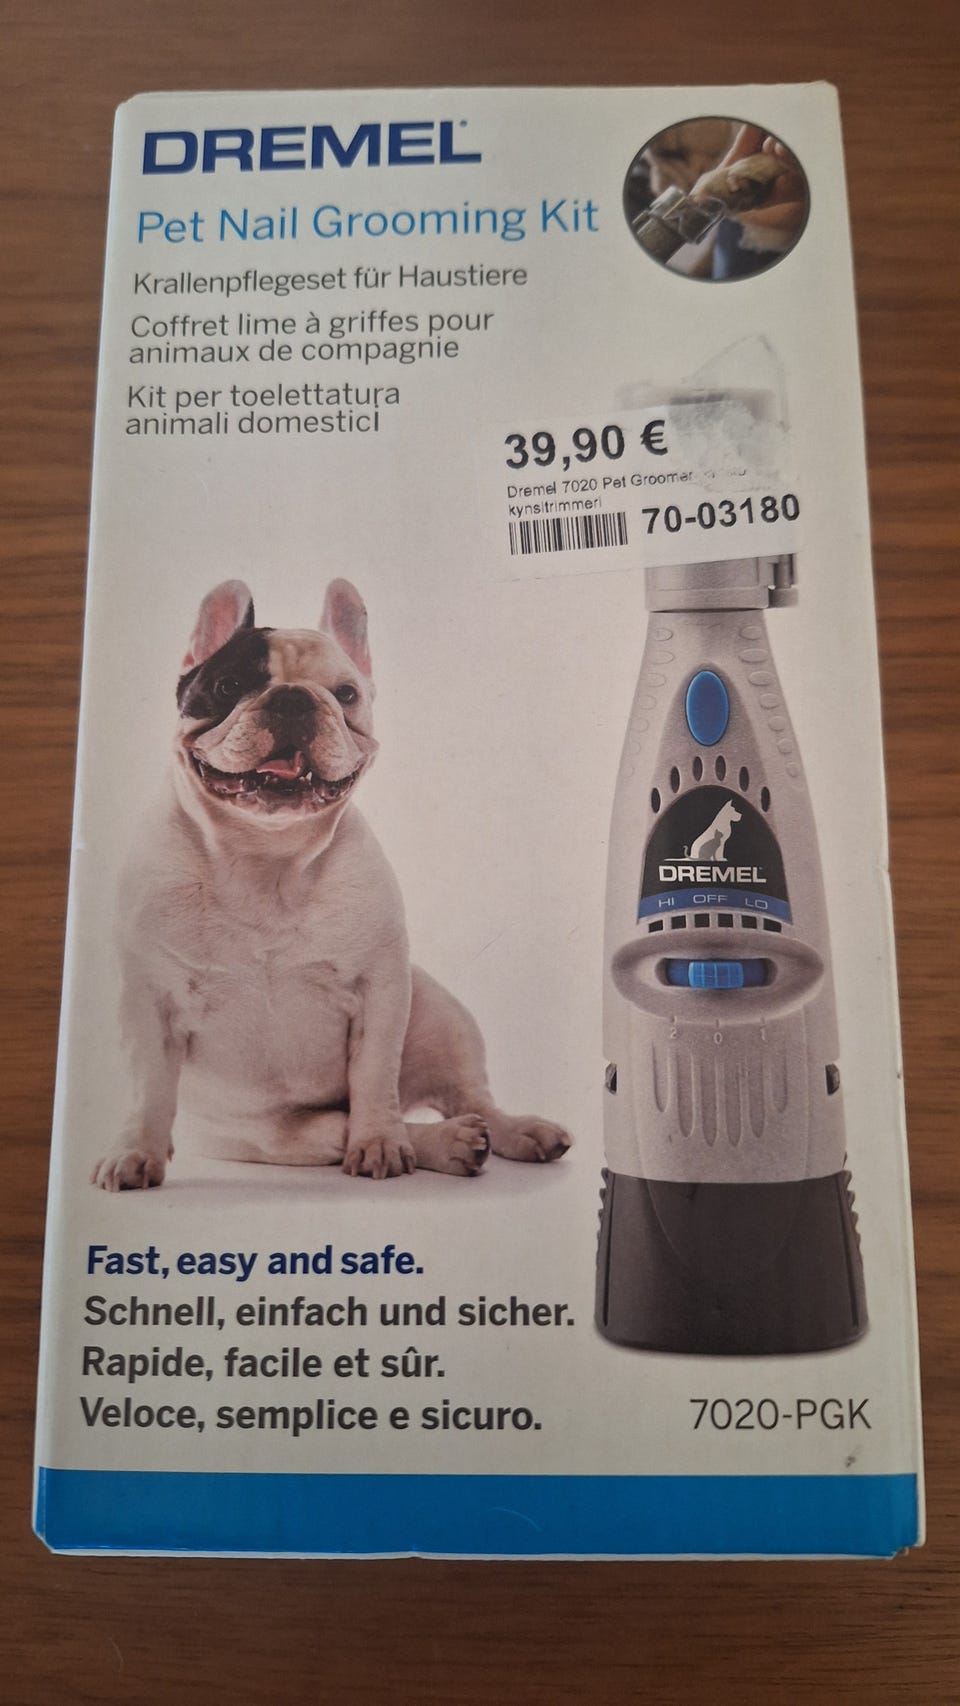 DREMEL
Pet Nail Grooming Kit
Krallenpflegeset für Haustiere
Coffret lime à griffes pour
animaux de compagnie
Kit per toelettatura
animali domestici
39,90 €
Dremel 7020 Pet Groomer
kynsitrimmeri
70-03180
DREMEL
HI OFF LO
2 0 1
Fast, easy and safe.
Schnell, einfach und sicher.
Rapide, facile et sûr.
Veloce, semplice e sicuro.
7020-PGK